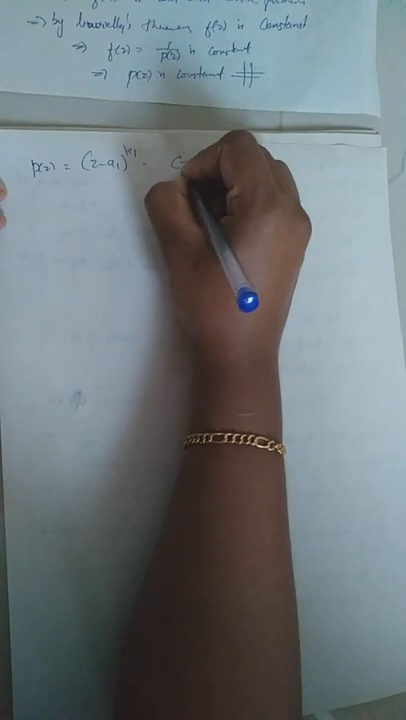 ⇒ by Liouville's theorem, f(z) is constant
⇒ f(z) = 1/p(z) is constant
⇒ p(z) is constant #
p(z) = (z-a₁)^k₁ ... (z